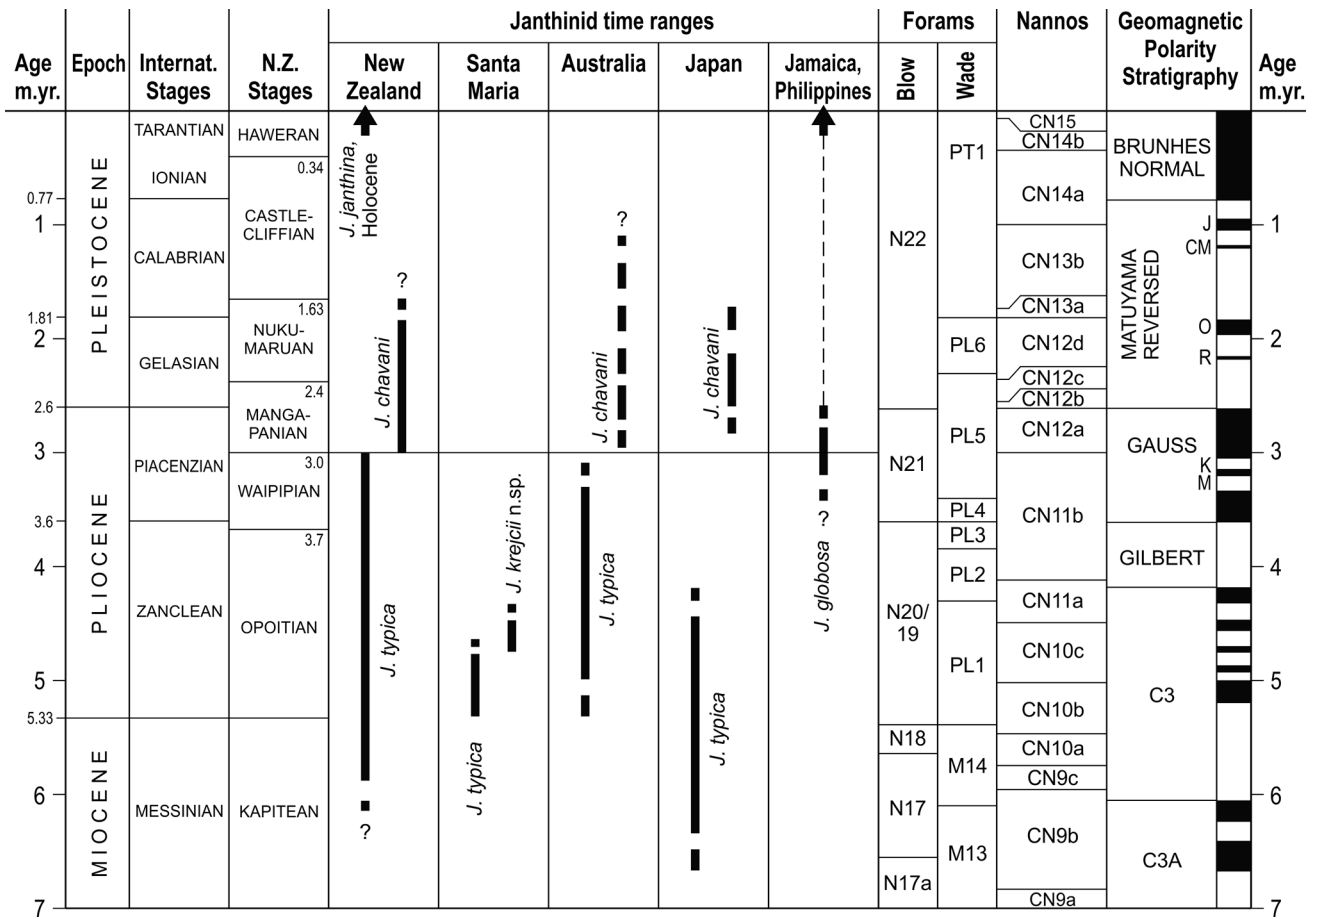 Janthinid time ranges
Forams
Nannos
Geomagnetic
Polarity
Stratigraphy
Age
m.yr.
Epoch
Internat.
Stages
N.Z.
Stages
New
Zealand
Santa
Maria
Australia
Japan
Jamaica,
Philippines
Blow
Wade
Age
m.yr.
PLEISTOCENE
PLIOCENE
MIOCENE
0.77
1
1.81
2
2.6
3
3.6
4
5
5.33
6
7
TARANTIAN
IONIAN
CALABRIAN
GELASIAN
PIACENZIAN
ZANCLEAN
MESSINIAN
HAWERAN
0.34
CASTLE-
CLIFFIAN
1.63
NUKU-
MARUAN
2.4
MANGA-
PANIAN
3.0
WAIPIPIAN
3.7
OPOITIAN
KAPITEAN
J. janthina,
Holocene
?
J. chavani
J. typica
?
J. krejcii n.sp.
J. typica
?
J. chavani
J. typica
J. chavani
J. typica
?
J. globosa
N22
N21
N20/
19
N18
N17
N17a
PT1
PL6
PL5
PL4
PL3
PL2
PL1
M14
M13
CN15
CN14b
CN14a
CN13b
CN13a
CN12d
CN12c
CN12b
CN12a
CN11b
CN11a
CN10c
CN10b
CN10a
CN9c
CN9b
CN9a
BRUNHES
NORMAL
MATUYAMA
REVERSED
J
CM
O
R
GAUSS
K
M
GILBERT
C3
C3A
1
2
3
4
5
6
7